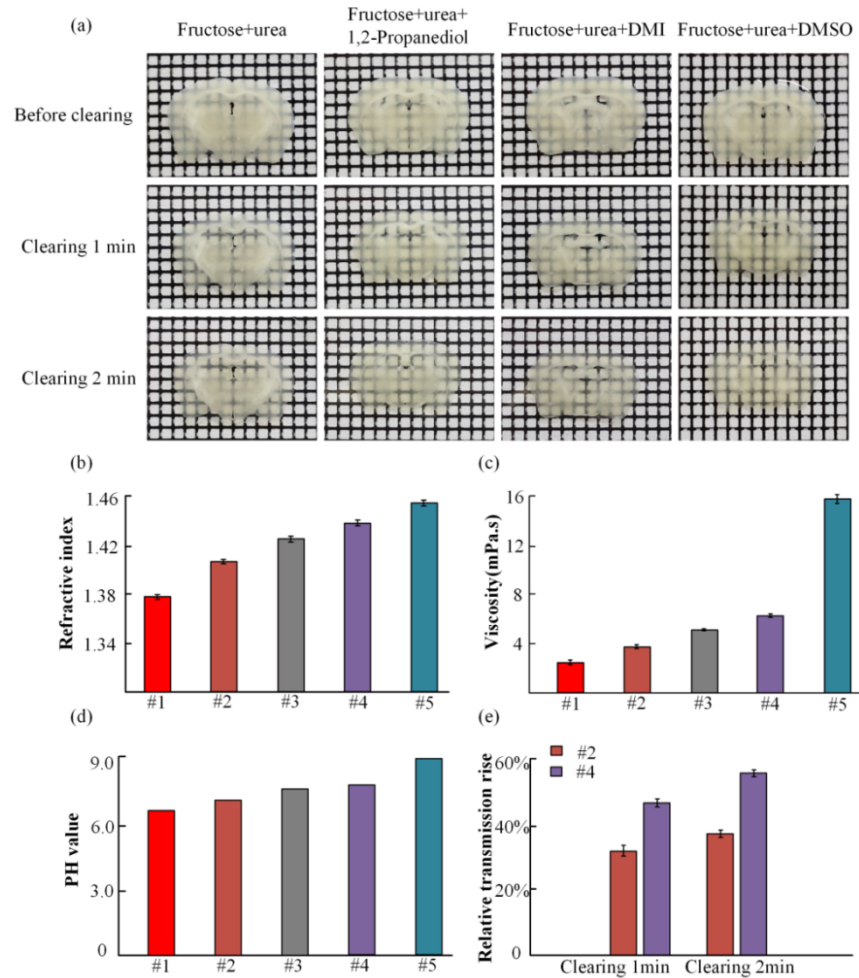 (a)
Fructose+urea
Fructose+urea+
1,2-Propanediol
Fructose+urea+DMI
Fructose+urea+DMSO
Before clearing
Clearing 1 min
Clearing 2 min
(b)
Refractive index
1.46
1.42
1.38
1.34
#1
#2
#3
#4
#5
(c)
Viscosity(mPa.s)
16
12
8
4
#1
#2
#3
#4
#5
(d)
PH value
9.0
6.0
3.0
0
#1
#2
#3
#4
#5
(e)
Relative transmission rise
60%
40%
20%
0
#2
#4
Clearing 1min
Clearing 2min